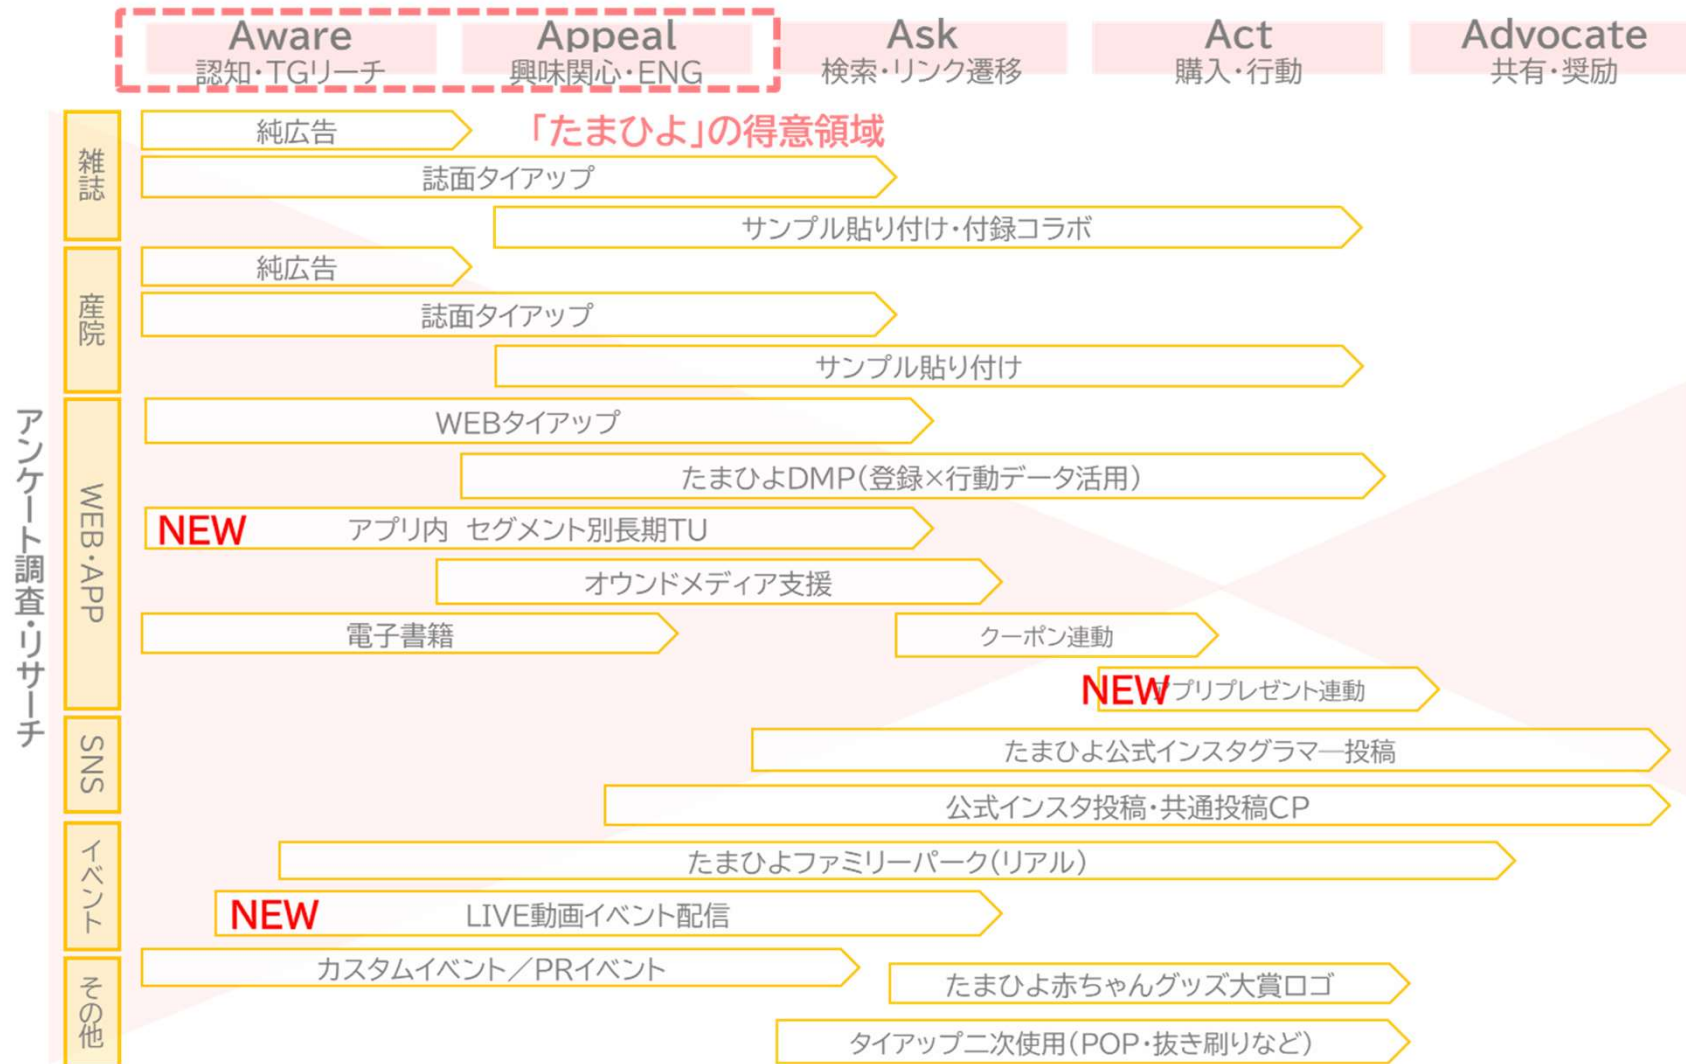 Aware
認知・TGリーチ
Appeal
興味関心・ENG
Ask
検索・リンク遷移
Act
購入・行動
Advocate
共有・奨励
「たまひよ」の得意領域
アンケート調査・リサーチ
雑誌
純広告
誌面タイアップ
サンプル貼り付け・付録コラボ
産院
純広告
誌面タイアップ
サンプル貼り付け
WEB・APP
WEBタイアップ
たまひよDMP(登録×行動データ活用)
NEW アプリ内 セグメント別長期TU
オウンドメディア支援
電子書籍
クーポン連動
NEW アプリプレゼント連動
SNS
たまひよ公式インスタグラマー投稿
公式インスタ投稿・共通投稿CP
イベント
たまひよファミリーパーク(リアル)
NEW LIVE動画イベント配信
その他
カスタムイベント／PRイベント
たまひよ赤ちゃんグッズ大賞ロゴ
タイアップ二次使用(POP・抜き刷りなど)